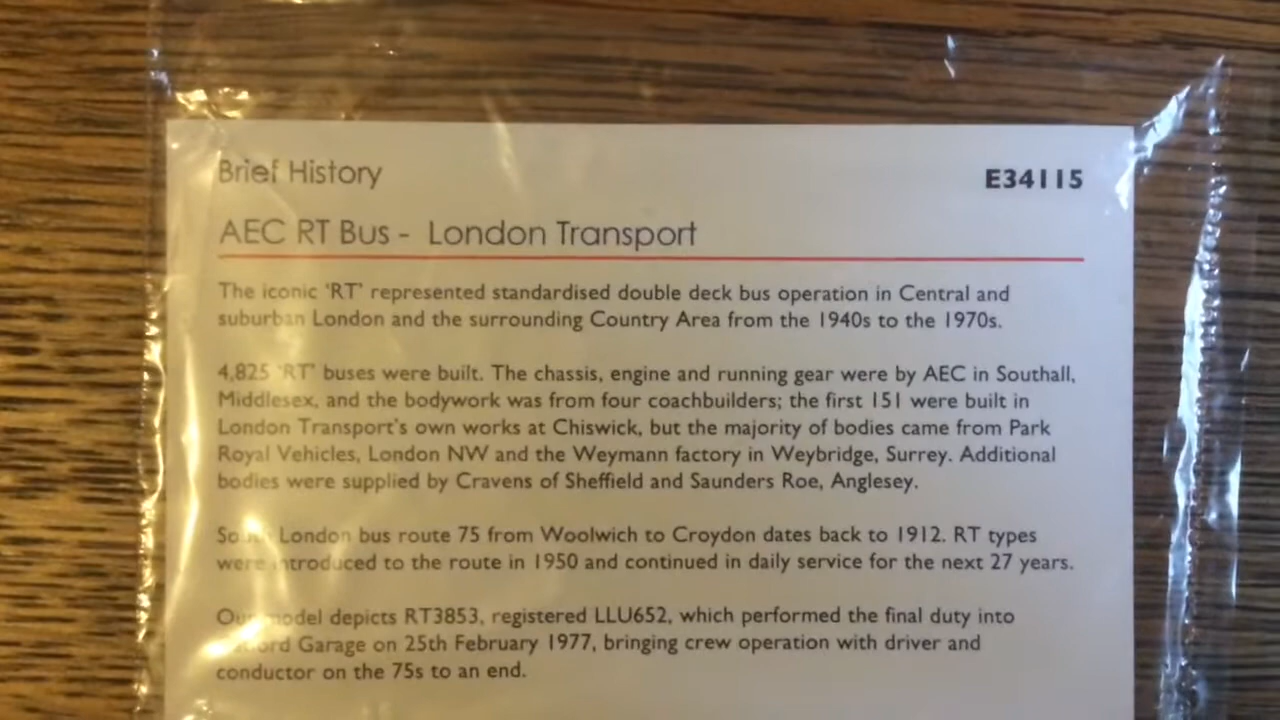 Brief History
E34115
AEC RT Bus - London Transport
The iconic 'RT' represented standardised double deck bus operation in Central and
suburban London and the surrounding Country Area from the 1940s to the 1970s.
4,825 'RT' buses were built. The chassis, engine and running gear were by AEC in Southall,
Middlesex, and the bodywork was from four coachbuilders; the first 151 were built in
London Transport's own works at Chiswick, but the majority of bodies came from Park
Royal Vehicles, London NW and the Weymann factory in Weybridge, Surrey. Additional
bodies were supplied by Cravens of Sheffield and Saunders Roe, Anglesey.
South London bus route 75 from Woolwich to Croydon dates back to 1912. RT types
were introduced to the route in 1950 and continued in daily service for the next 27 years.
Our model depicts RT3853, registered LLU652, which performed the final duty into
Garage on 25th February 1977, bringing crew operation with driver and
conductor on the 75s to an end.